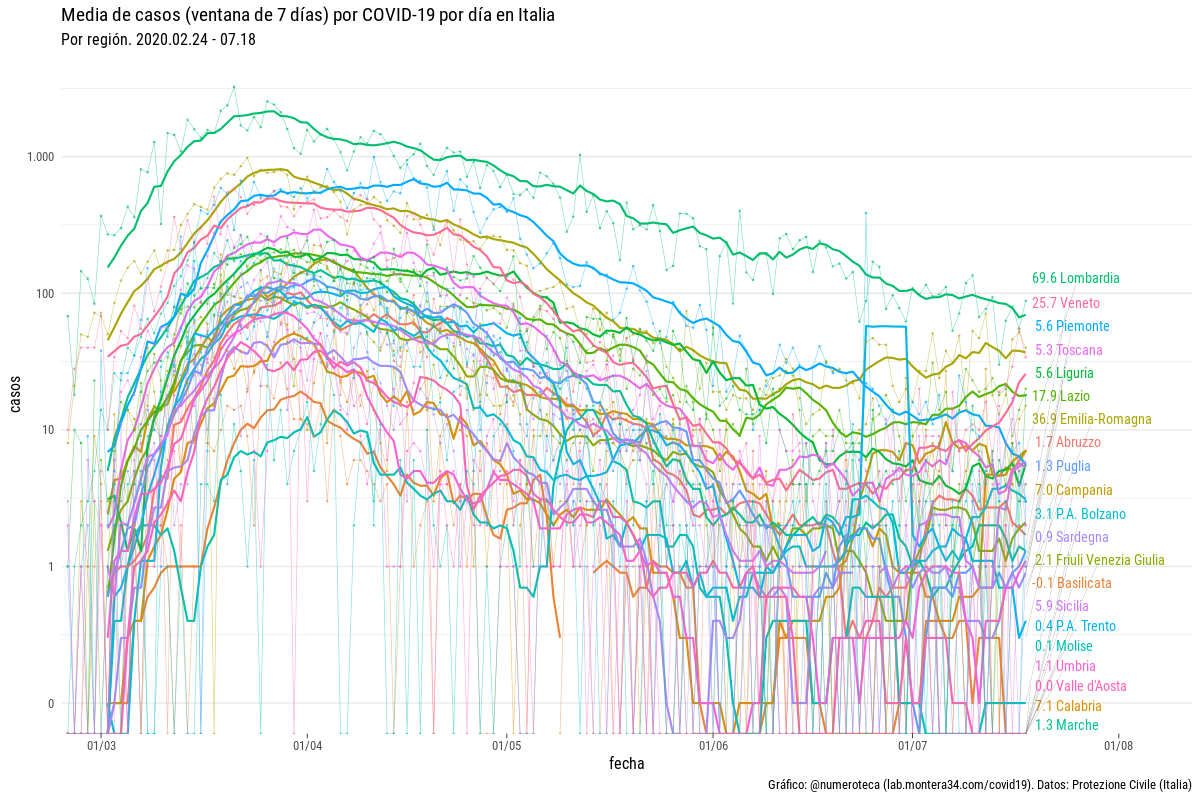 Media de casos (ventana de 7 días) por COVID-19 por día en Italia
Por región. 2020.02.24 - 07.18
casos
1.000
100
10
1
0
69.6 Lombardia
25.7 Veneto
5.6 Piemonte
5.3 Toscana
5.6 Liguria
17.9 Lazio
36.9 Emilia-Romagna
1.7 Abruzzo
1.3 Puglia
7.0 Campania
3.1 P.A. Bolzano
0.9 Sardegna
2.1 Friuli Venezia Giulia
-0.1 Basilicata
5.9 Sicilia
0.4 P.A. Trento
0.1 Molise
1.1 Umbria
0.0 Valle d'Aosta
7.1 Calabria
1.3 Marche
01/03 01/04 01/05 01/06 01/07 01/08
fecha
Gráfico: @numeroteca (lab.montera34.com/covid19). Datos: Protezione Civile (Italia)